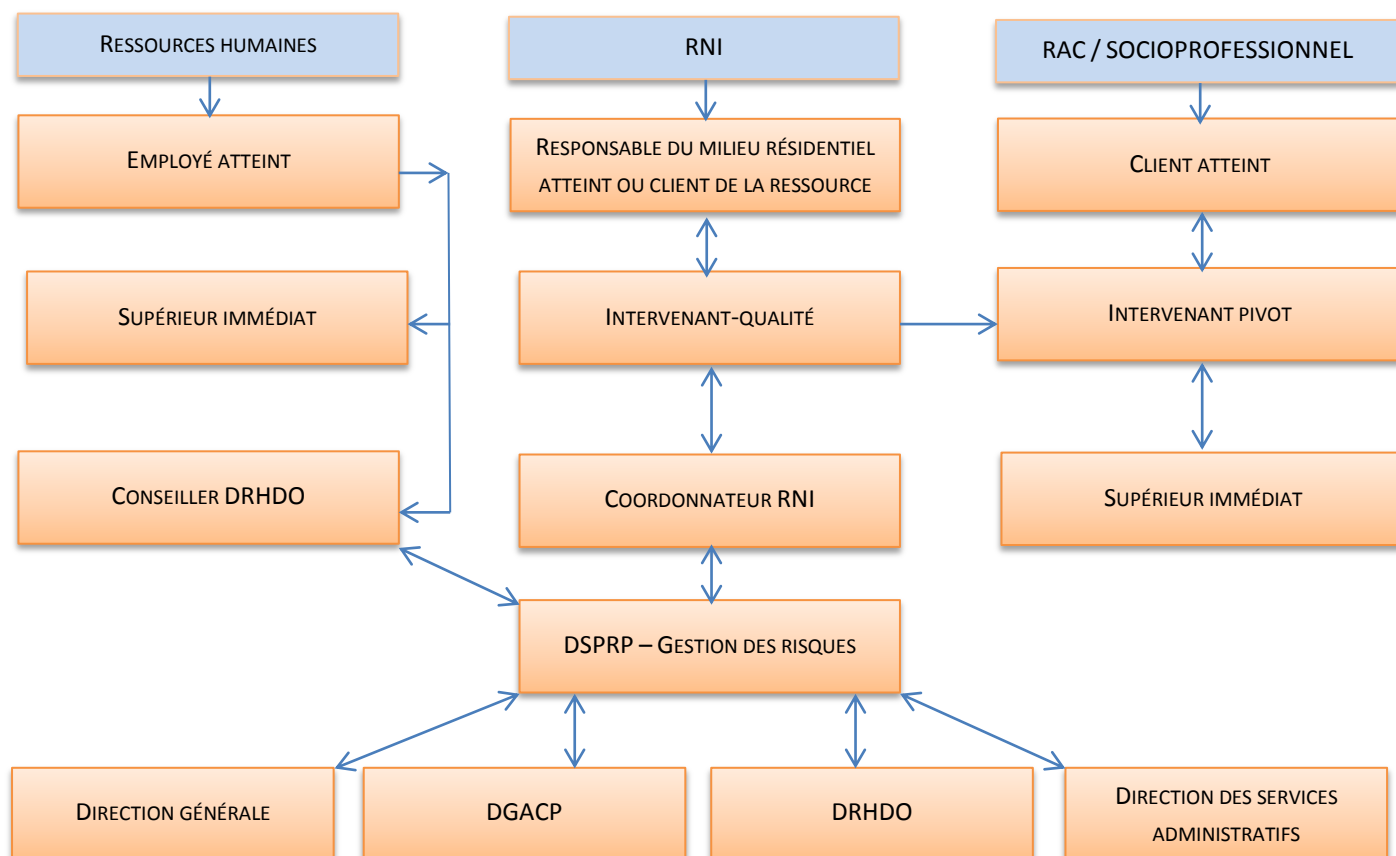 RESSOURCES HUMAINES
RNI
RAC / SOCIOPROFESSIONNEL
EMPLOYÉ ATTEINT
RESPONSABLE DU MILIEU RÉSIDENTIEL
ATTEINT OU CLIENT DE LA RESSOURCE
CLIENT ATTEINT
SUPÉRIEUR IMMÉDIAT
INTERVENANT-QUALITÉ
INTERVENANT PIVOT
CONSEILLER DRHDO
COORDONNATEUR RNI
SUPÉRIEUR IMMÉDIAT
DSPRP – GESTION DES RISQUES
DIRECTION GÉNÉRALE
DGACP
DRHDO
DIRECTION DES SERVICES
ADMINISTRATIFS